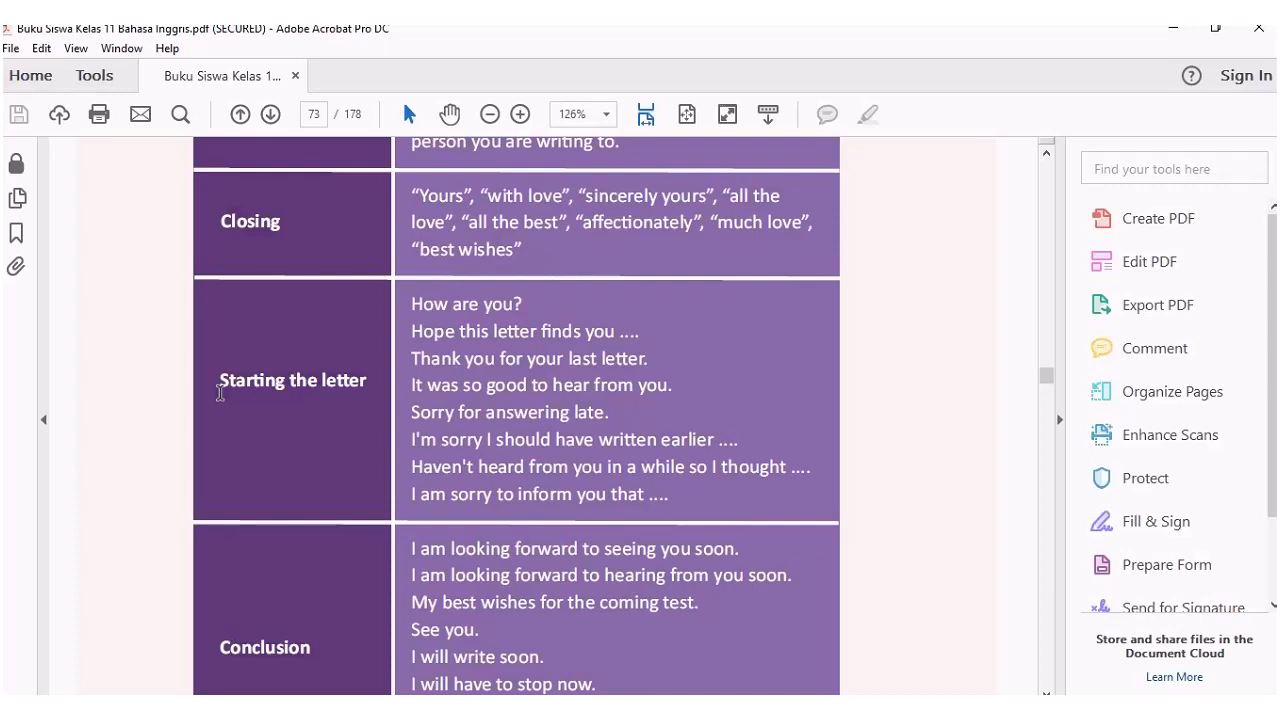 Buku Siswa Kelas 11 Bahasa Inggris.pdf (SECURED) - Adobe Acrobat Pro DC
File Edit View Window Help
Home Tools Buku Siswa Kelas 1... × Sign In
73 / 178 126%
person you are writing to.
Closing
“Yours”, “with love”, “sincerely yours”, “all the
love”, “all the best”, “affectionately”, “much love”,
“best wishes”
Starting the letter
How are you?
Hope this letter finds you ....
Thank you for your last letter.
It was so good to hear from you.
Sorry for answering late.
I'm sorry I should have written earlier ....
Haven't heard from you in a while so I thought ....
I am sorry to inform you that ....
Conclusion
I am looking forward to seeing you soon.
I am looking forward to hearing from you soon.
My best wishes for the coming test.
See you.
I will write soon.
I will have to stop now.
Find your tools here
Create PDF
Edit PDF
Export PDF
Comment
Organize Pages
Enhance Scans
Protect
Fill & Sign
Prepare Form
Send for Signature
Store and share files in the
Document Cloud
Learn More